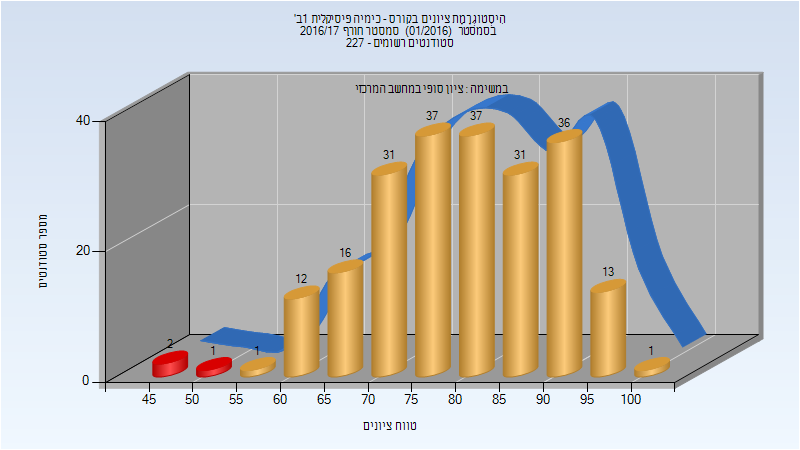 היסטוגרמת ציונים בקורס - כימיה פיסיקלית 1ב'
בסמסטר (01/2016) סמסטר חורף 2016/17
סטודנטים רשומים - 227
במשימה : ציון סופי במחשב המרכזי
מספר סטודנטים
40
20
0
2
1
1
12
16
31
37
37
31
36
13
1
45 50 55 60 65 70 75 80 85 90 95 100
טווח ציונים